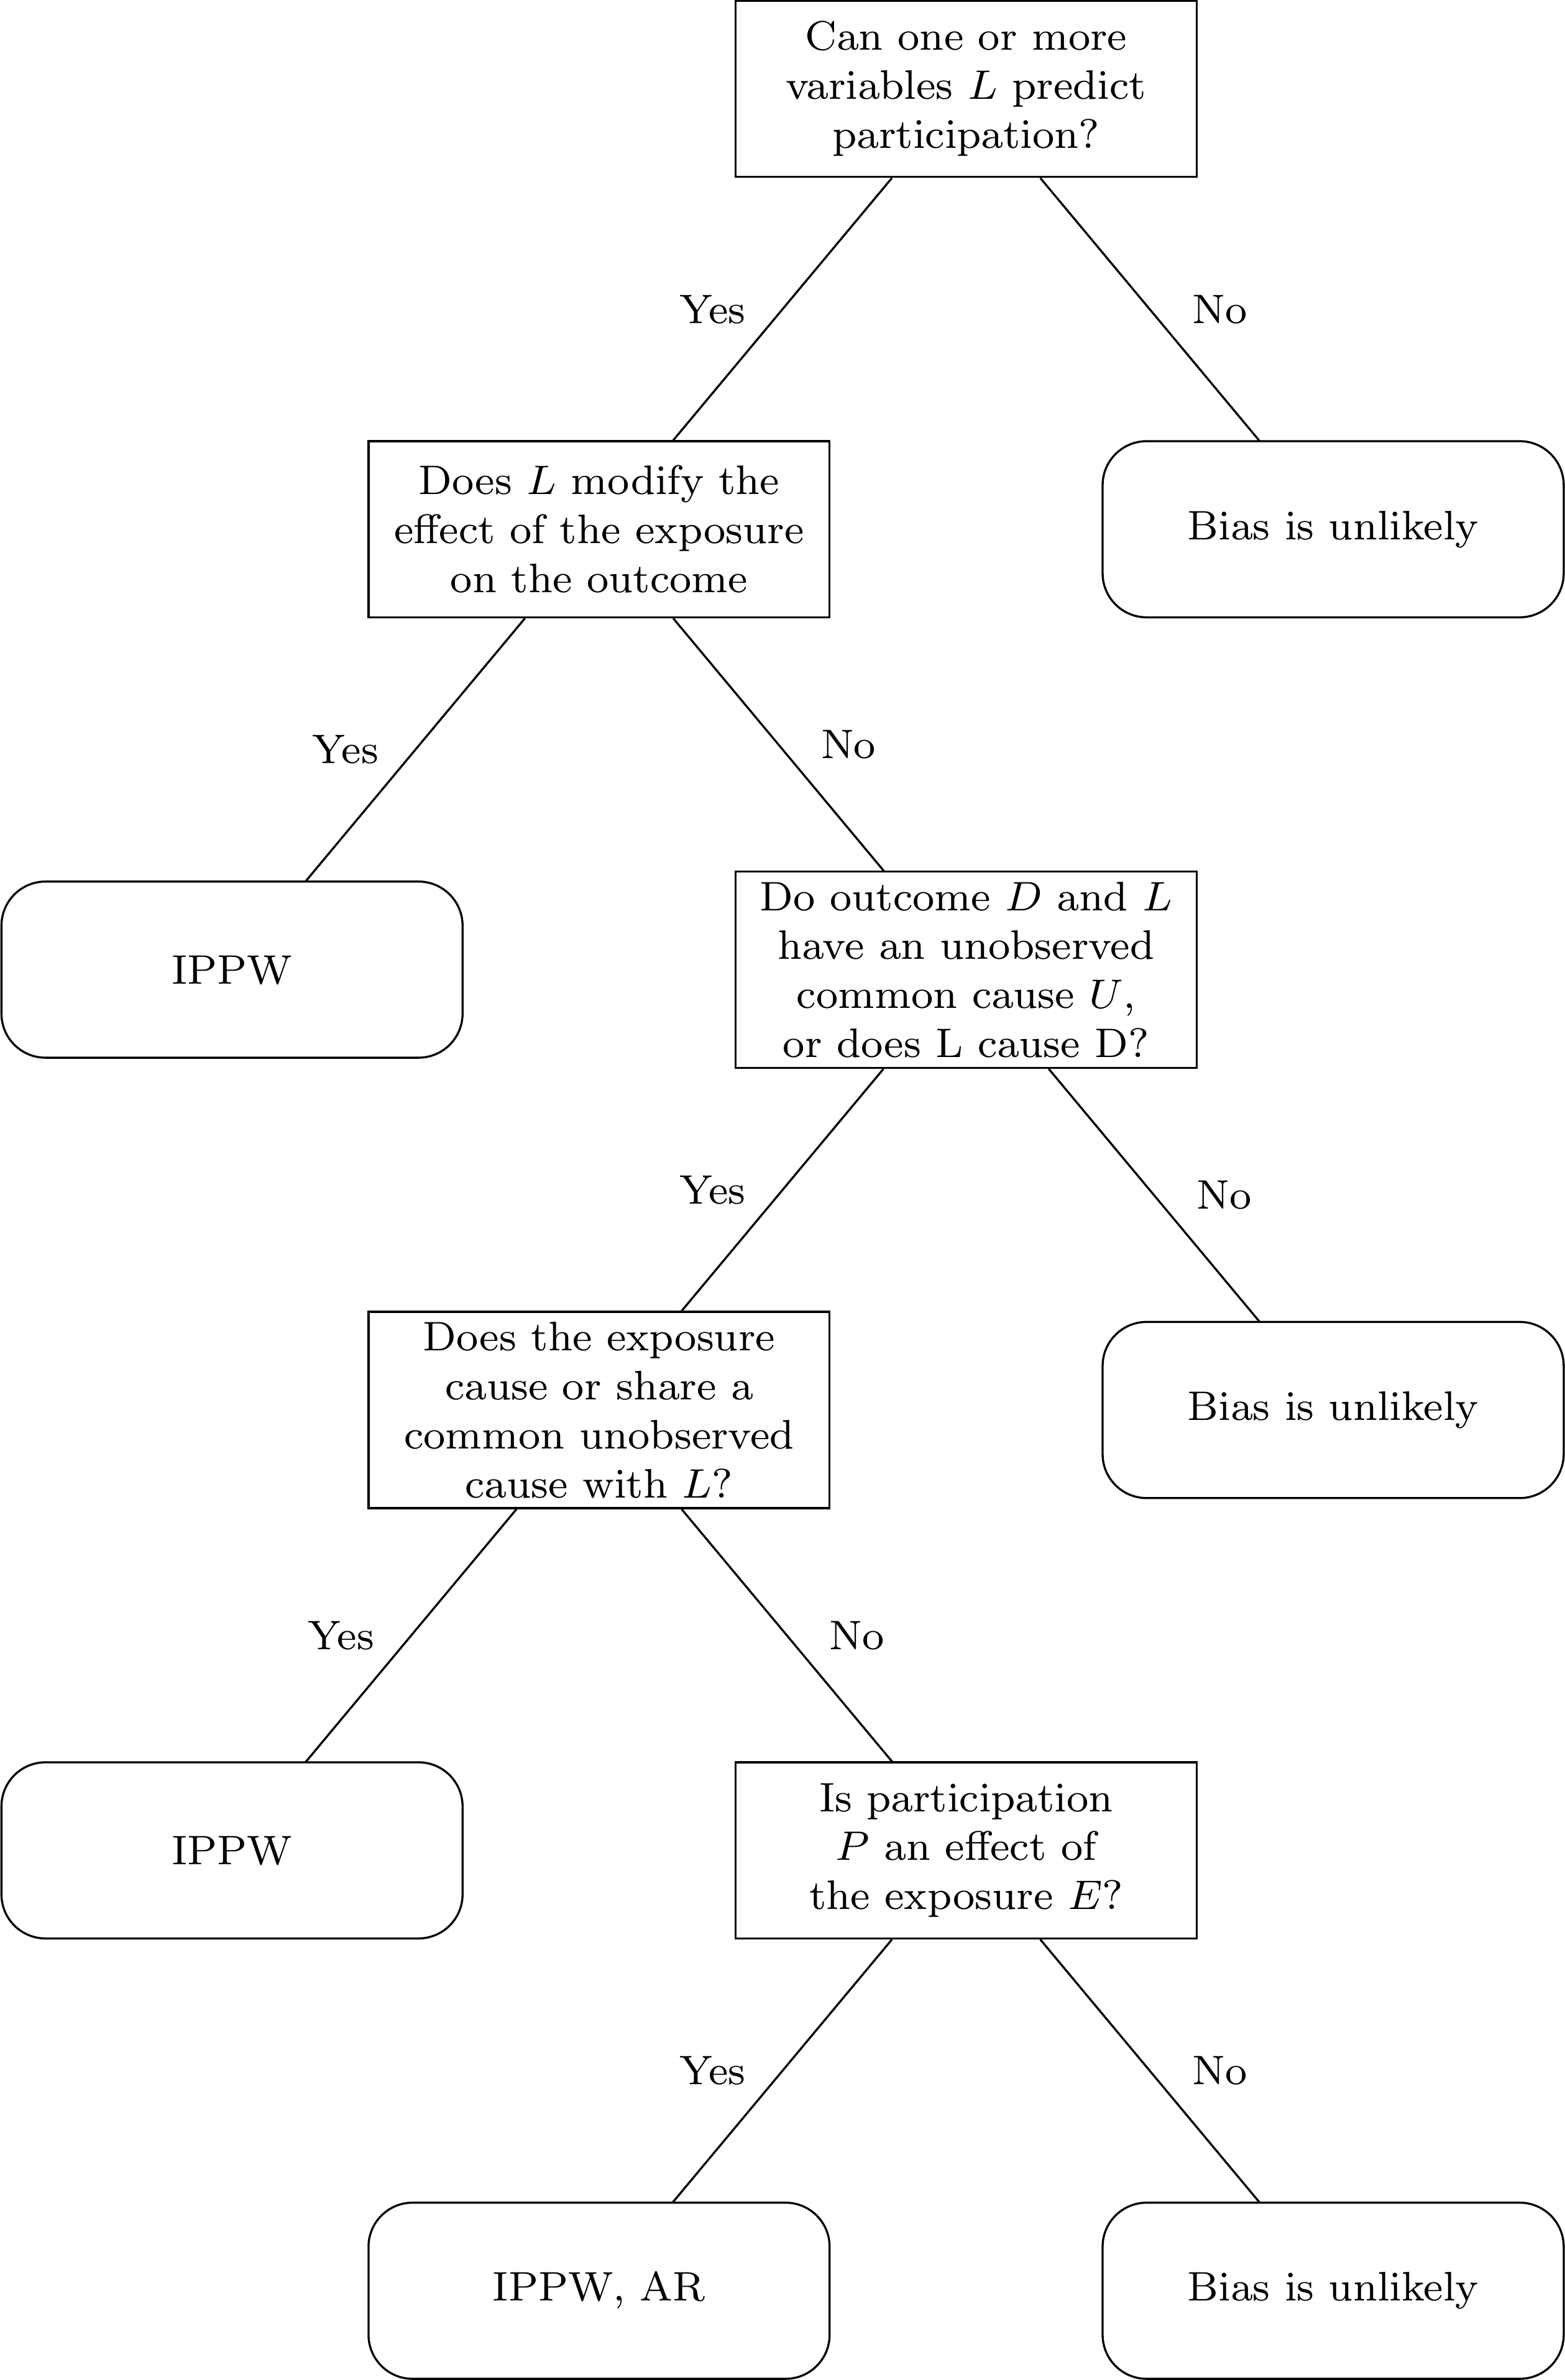 Can one or more
variables L predict
participation?
Yes
No
Does L modify the
effect of the exposure
on the outcome
Bias is unlikely
Yes
No
IPPW
Do outcome D and L
have an unobserved
common cause U,
or does L cause D?
Yes
No
Does the exposure
cause or share a
common unobserved
cause with L?
Bias is unlikely
Yes
No
IPPW
Is participation
P an effect of
the exposure E?
Yes
No
IPPW, AR
Bias is unlikely